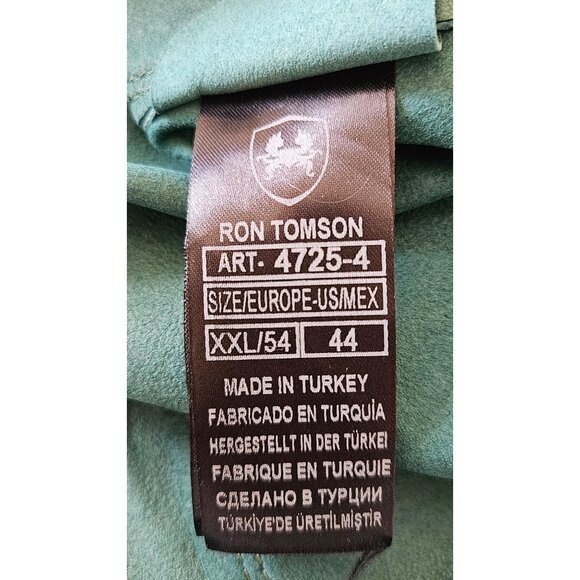 RON TOMSON
ART- 4725-4
SIZE/EUROPE-US/MEX
XXL/54 44
MADE IN TURKEY
FABRICADO EN TURQUÍA
HERGESTELLT IN DER TÜRKEI
FABRIQUE EN TURQUIE
СДЕЛАНО В ТУРЦИИ
TÜRKİYE'DE ÜRETİLMİŞTİR